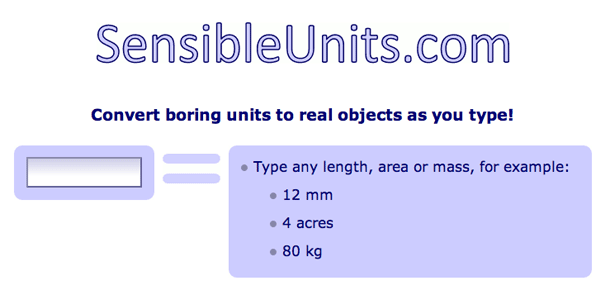 SensibleUnits.com
Convert boring units to real objects as you type!
Type any length, area or mass, for example:
12 mm
4 acres
80 kg